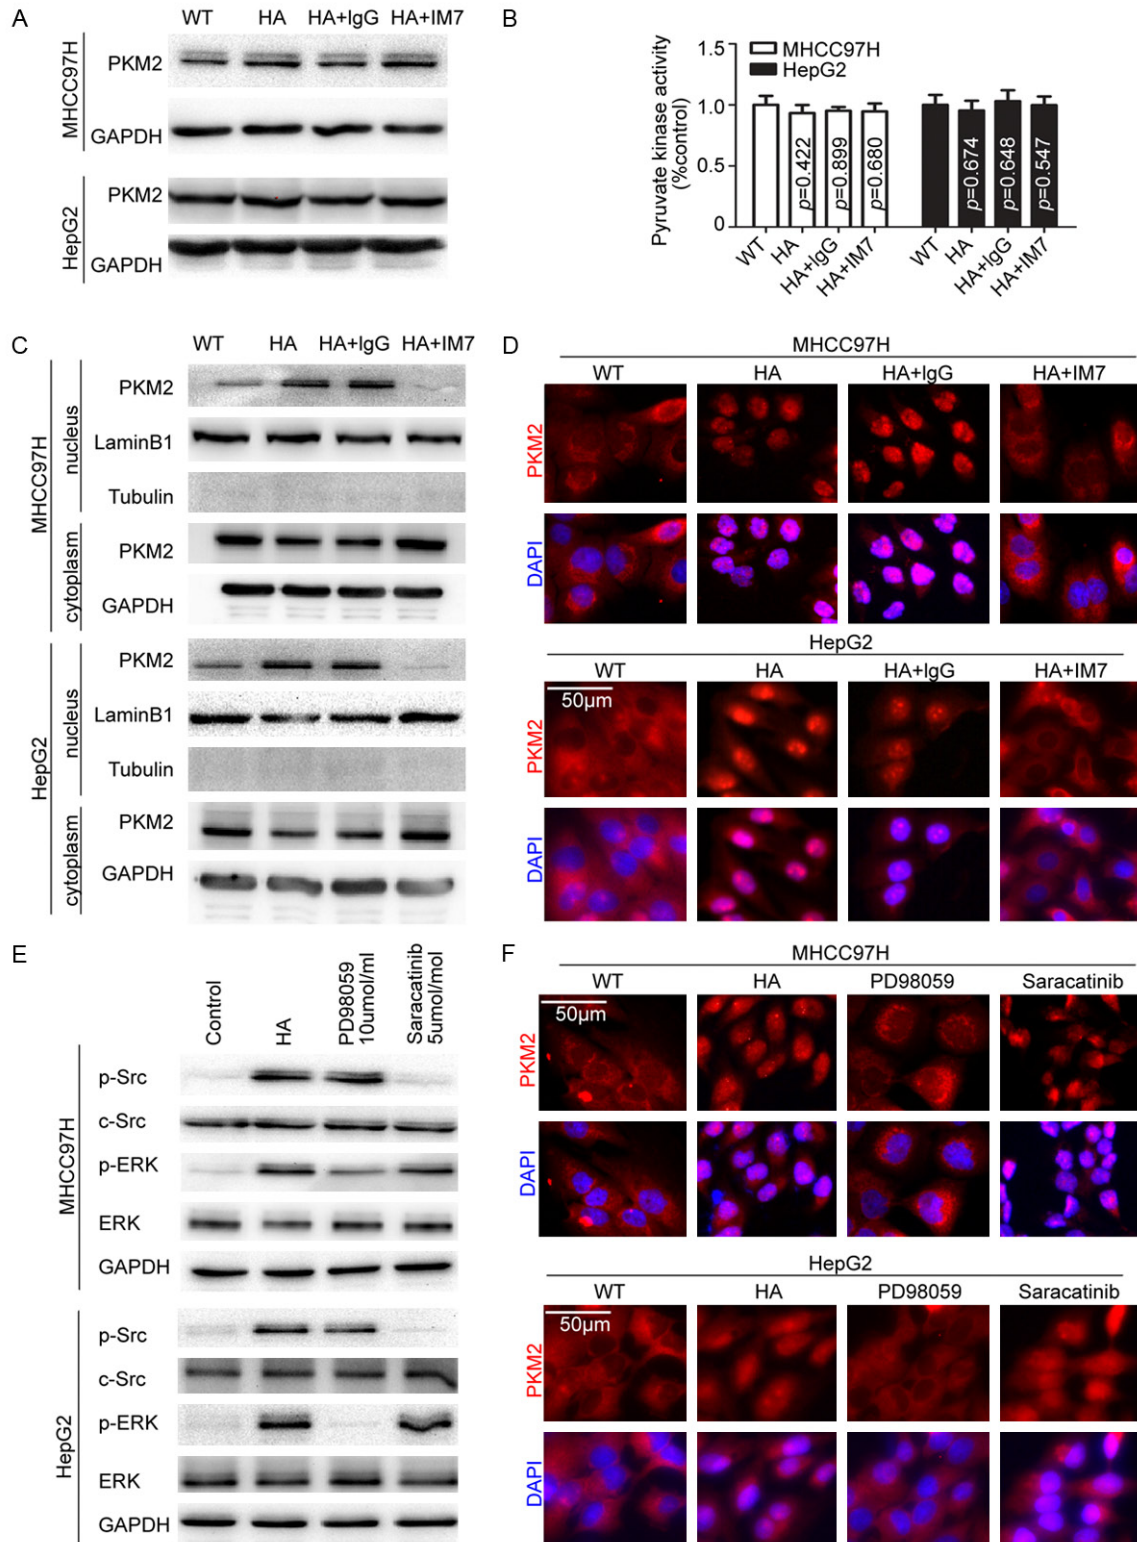 A
WT HA HA+IgG HA+IM7
MHCC97H
PKM2
GAPDH
HepG2
PKM2
GAPDH
B
Pyruvate kinase activity
(%control)
1.5
1.0
0.5
0
MHCC97H
HepG2
p=0.422
p=0.899
p=0.680
p=0.674
p=0.648
p=0.547
WT HA HA+IgG HA+IM7 WT HA HA+IgG HA+IM7
C
WT HA HA+IgG HA+IM7
MHCC97H
nucleus
PKM2
LaminB1
Tubulin
cytoplasm
PKM2
GAPDH
HepG2
nucleus
PKM2
LaminB1
Tubulin
cytoplasm
PKM2
GAPDH
D
MHCC97H
WT HA HA+IgG HA+IM7
PKM2
DAPI
HepG2
WT HA HA+IgG HA+IM7
50μm
PKM2
DAPI
E
Control
HA
PD98059
10umol/ml
Saracatinib
5umol/mol
MHCC97H
p-Src
c-Src
p-ERK
ERK
GAPDH
HepG2
p-Src
c-Src
p-ERK
ERK
GAPDH
F
MHCC97H
WT HA PD98059 Saracatinib
50μm
PKM2
DAPI
HepG2
WT HA PD98059 Saracatinib
50μm
PKM2
DAPI